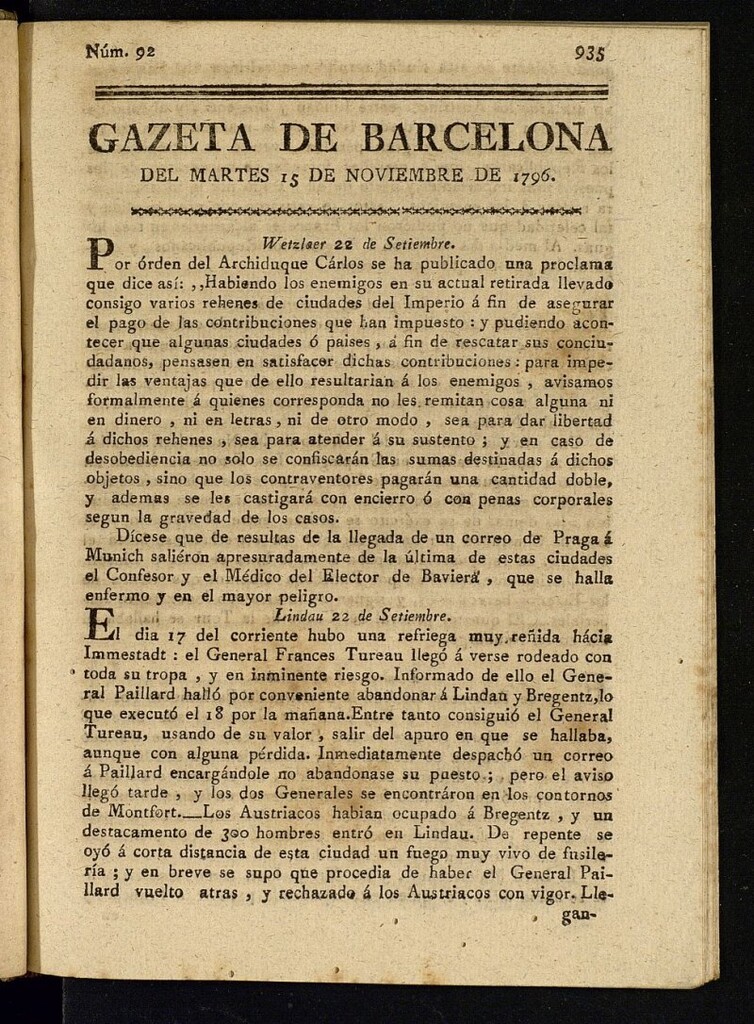 Núm. 92
935
GAZETA DE BARCELONA
DEL MARTES 15 DE NOVIEMBRE DE 1796.
Wetzlaer 22 de Setiembre.
Por órden del Archiduque Cárlos se ha publicado una proclama
que dice así: ,,Habiendo los enemigos en su actual retirada llevado
consigo varios rehenes de ciudades del Imperio á fin de asegurar
el pago de las contribuciones que han impuesto : y pudiendo acon-
tecer que algunas ciudades ó paises , á fin de rescatar sus conciu-
dadanos, pensasen en satisfacer dichas contribuciones : para impe-
dir las ventajas que de ello resultarian á los enemigos , avisamos
formalmente á quienes corresponda no les remitan cosa alguna ni
en dinero , ni en letras , ni de otro modo , sea para dar libertad
á dichos rehenes , sea para atender á su sustento ; y en caso de
desobediencia no solo se confiscarán las sumas destinadas á dichos
objetos , sino que los contraventores pagarán una cantidad doble,
y ademas se les castigará con encierro ó con penas corporales
segun la gravedad de los casos.
Dícese que de resultas de la llegada de un correo de Praga á
Munich saliéron apresuradamente de la última de estas ciudades
el Confesor y el Médico del Elector de Baviera , que se halla
enfermo y en el mayor peligro.
Lindau 22 de Setiembre.
El dia 17 del corriente hubo una refriega muy reñida hácia
Immestadt : el General Frances Tureau llegó á verse rodeado con
toda su tropa , y en inminente riesgo. Informado de ello el Gene-
ral Paillard halló por conveniente abandonar á Lindau y Bregentz,lo
que executó el 18 por la mañana.Entre tanto consiguió el General
Tureau, usando de su valor , salir del apuro en que se hallaba,
aunque con alguna pérdida. Inmediatamente despachó un correo
á Paillard encargándole no abandonase su puesto ; pero el aviso
llegó tarde , y los dos Generales se encontráron en los contornos
de Montfort.__Los Austriacos habian ocupado á Bregentz , y un
destacamento de 300 hombres entró en Lindau. De repente se
oyó á corta distancia de esta ciudad un fuego muy vivo de fusile-
ría ; y en breve se supo que procedia de haber el General Pai-
llard vuelto atras , y rechazado á los Austriacos con vigor. Lle-
gan-